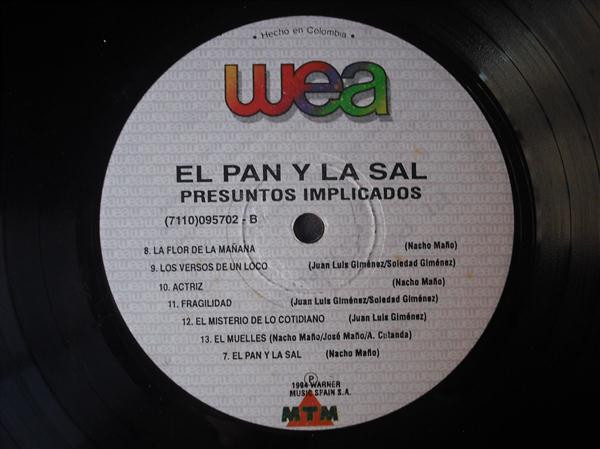 • Hecho en Colombia •
wea
EL PAN Y LA SAL
PRESUNTOS IMPLICADOS
(7110)095702 - B
8. LA FLOR DE LA MAÑANA (Nacho Maño)
9. LOS VERSOS DE UN LOCO (Juan Luis Giménez/Soledad Giménez)
10. ACTRIZ (Nacho Maño)
11. FRAGILIDAD (Juan Luis Giménez/Soledad Giménez)
12. EL MISTERIO DE LO COTIDIANO (Juan Luis Giménez)
13. EL MUELLES (Nacho Maño/José Maño/A. Cutanda)
7. EL PAN Y LA SAL (Nacho Maño)
℗
1994 WARNER
MUSIC SPAIN S.A.
MTM